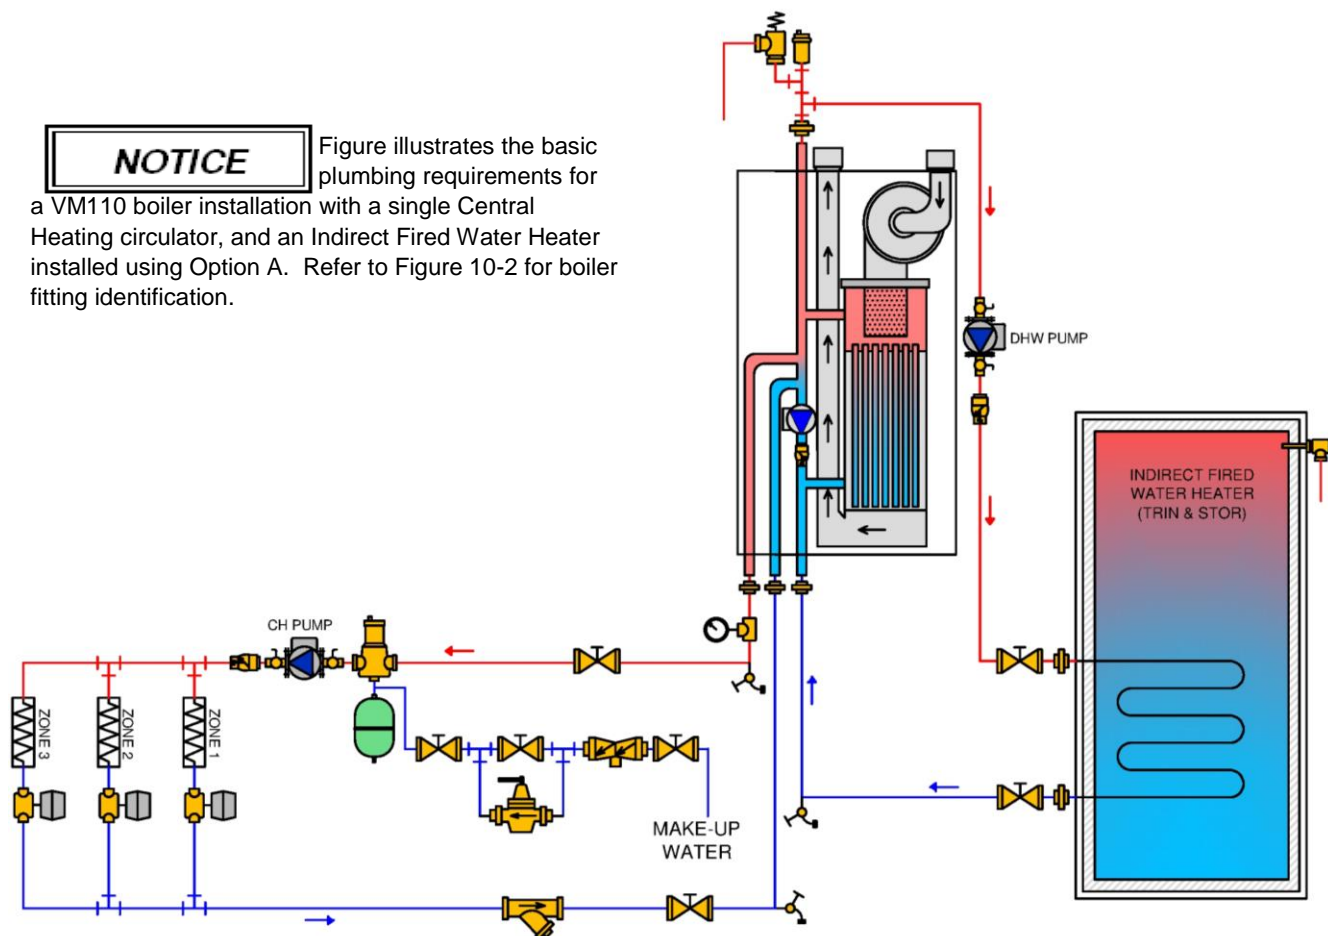 NOTICE Figure illustrates the basic
plumbing requirements for
a VM110 boiler installation with a single Central
Heating circulator, and an Indirect Fired Water Heater
installed using Option A.  Refer to Figure 10-2 for boiler
fitting identification.
DHW PUMP
INDIRECT FIRED
WATER HEATER
(TRIN & STOR)
CH PUMP
ZONE 3
ZONE 2
ZONE 1
MAKE-UP
WATER